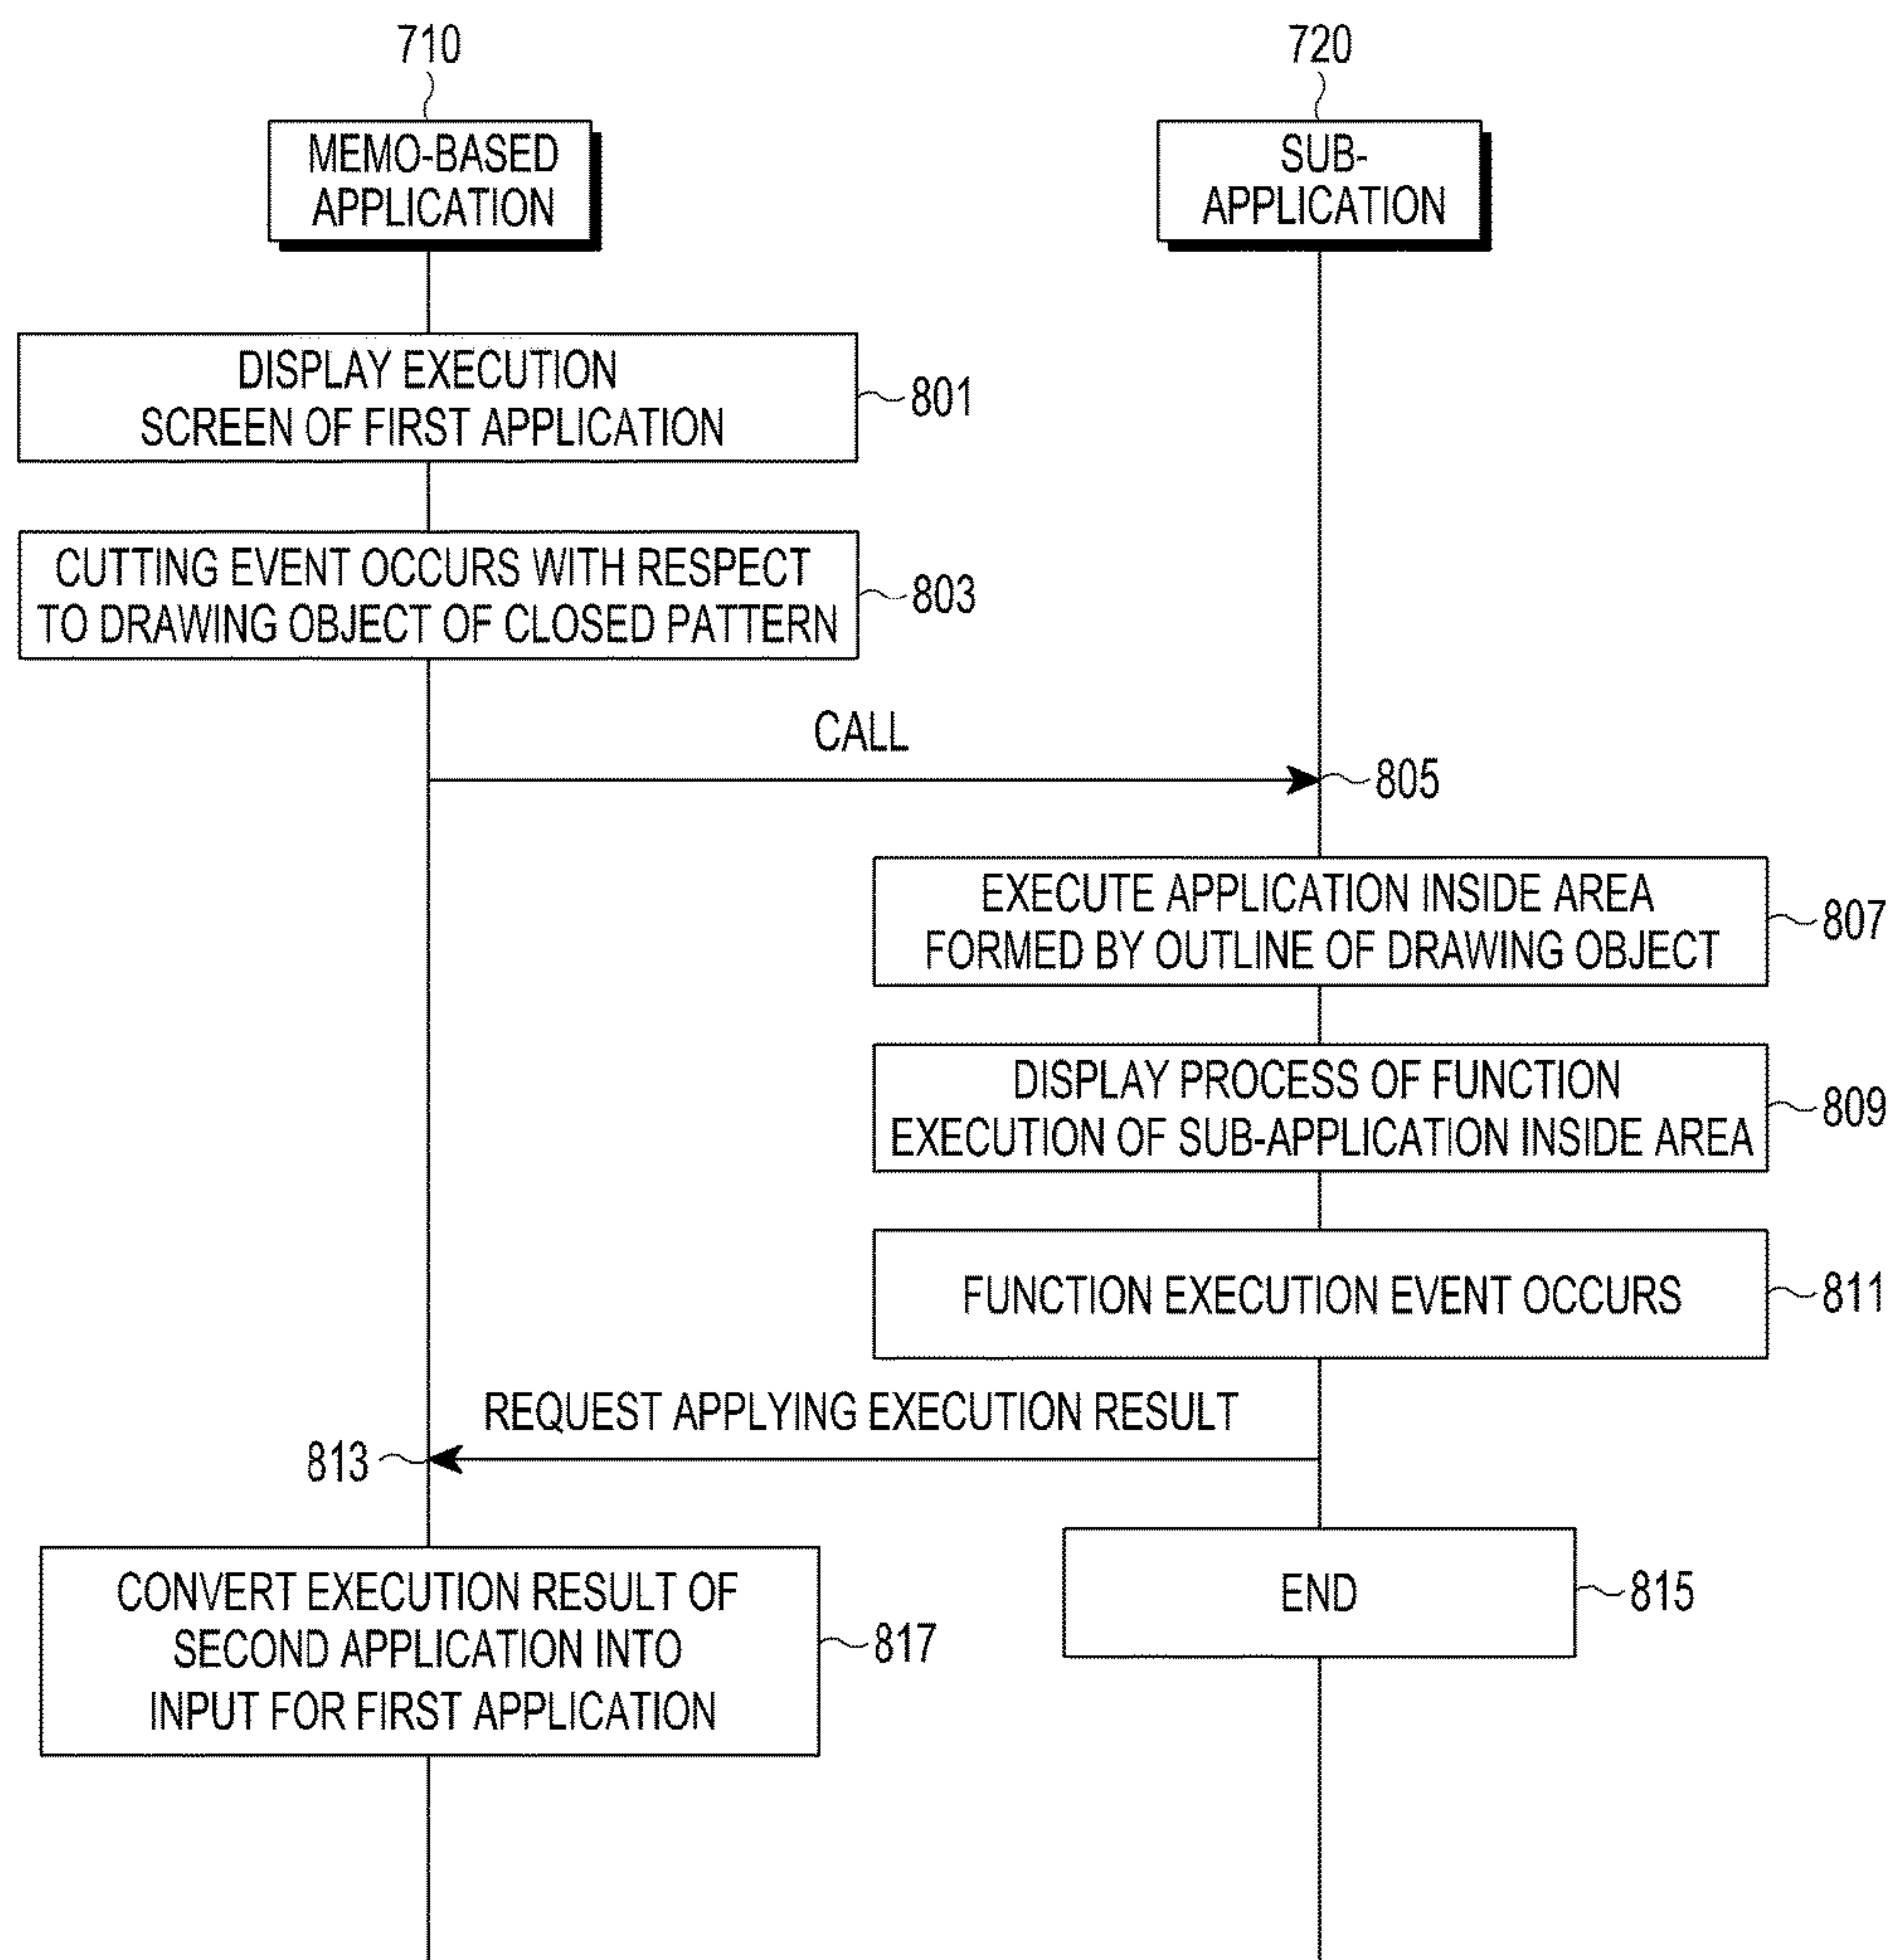 710
720
MEMO-BASED
APPLICATION
SUB-
APPLICATION
DISPLAY EXECUTION
SCREEN OF FIRST APPLICATION
801
CUTTING EVENT OCCURS WITH RESPECT
TO DRAWING OBJECT OF CLOSED PATTERN
803
CALL
805
EXECUTE APPLICATION INSIDE AREA
FORMED BY OUTLINE OF DRAWING OBJECT
807
DISPLAY PROCESS OF FUNCTION
EXECUTION OF SUB-APPLICATION INSIDE AREA
809
FUNCTION EXECUTION EVENT OCCURS
811
REQUEST APPLYING EXECUTION RESULT
813
END
815
CONVERT EXECUTION RESULT OF
SECOND APPLICATION INTO
INPUT FOR FIRST APPLICATION
817